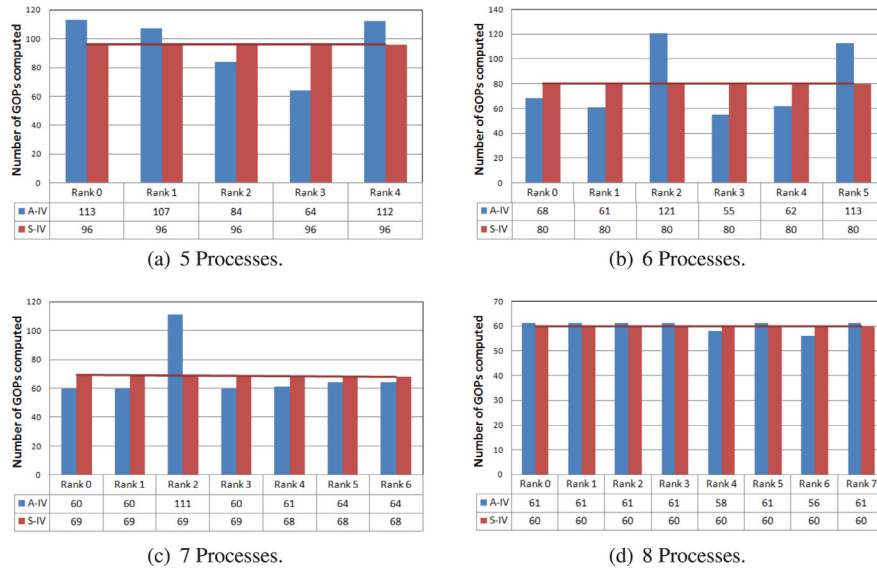 Number of GOPs computed
120
100
80
60
40
20
0
Rank 0 Rank 1 Rank 2 Rank 3 Rank 4
A-IV 113 107 84 64 112
S-IV 96 96 96 96 96
(a) 5 Processes.
Number of GOPs computed
140
120
100
80
60
40
20
0
Rank 0 Rank 1 Rank 2 Rank 3 Rank 4 Rank 5
A-IV 68 61 121 55 62 113
S-IV 80 80 80 80 80 80
(b) 6 Processes.
Number of GOPs computed
120
100
80
60
40
20
0
Rank 0 Rank 1 Rank 2 Rank 3 Rank 4 Rank 5 Rank 6
A-IV 60 60 111 60 61 64 64
S-IV 69 69 69 69 68 68 68
(c) 7 Processes.
Number of GOPs computed
70
60
50
40
30
20
10
0
Rank 0 Rank 1 Rank 2 Rank 3 Rank 4 Rank 5 Rank 6 Rank 7
A-IV 61 61 61 61 58 61 56 61
S-IV 60 60 60 60 60 60 60 60
(d) 8 Processes.